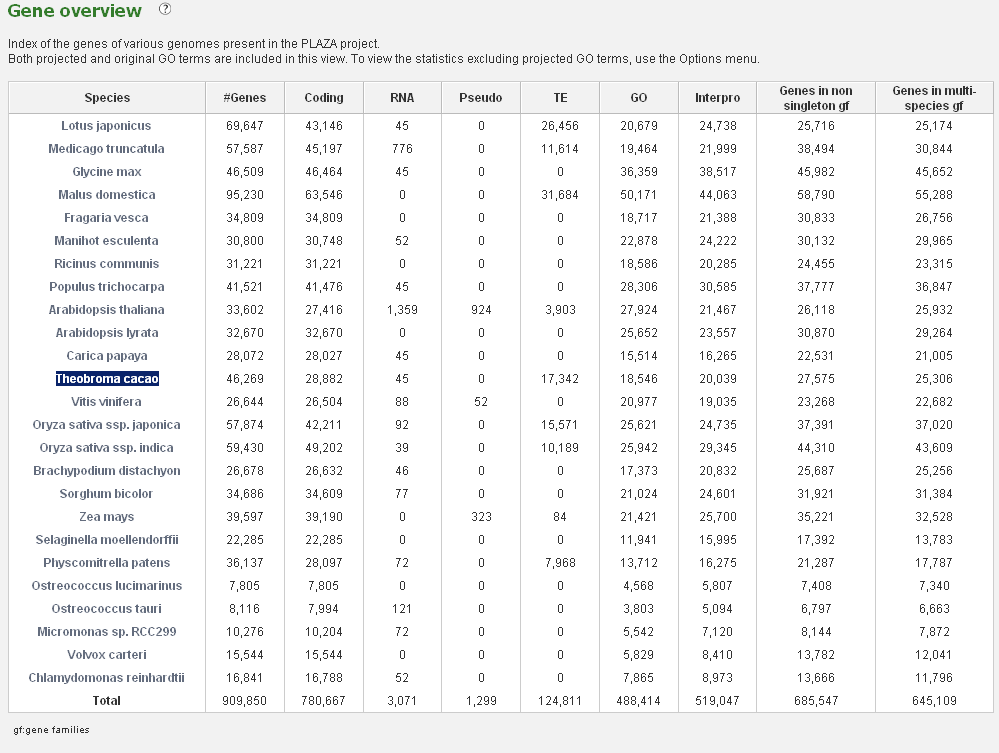 Gene overview ?
Index of the genes of various genomes present in the PLAZA project.
Both projected and original GO terms are included in this view. To view the statistics excluding projected GO terms, use the Options menu.
Species #Genes Coding RNA Pseudo TE GO Interpro Genes in non singleton gf Genes in multi-species gf
Lotus japonicus 69,647 43,146 45 0 26,456 20,679 24,738 25,716 25,174
Medicago truncatula 57,587 45,197 776 0 11,614 19,464 21,999 38,494 30,844
Glycine max 46,509 46,464 45 0 0 36,359 38,517 45,982 45,652
Malus domestica 95,230 63,546 0 0 31,684 50,171 44,063 58,790 55,288
Fragaria vesca 34,809 34,809 0 0 0 18,717 21,388 30,833 26,756
Manihot esculenta 30,800 30,748 52 0 0 22,878 24,222 30,132 29,965
Ricinus communis 31,221 31,221 0 0 0 18,586 20,285 24,455 23,315
Populus trichocarpa 41,521 41,476 45 0 0 28,306 30,585 37,777 36,847
Arabidopsis thaliana 33,602 27,416 1,359 924 3,903 27,924 21,467 26,118 25,932
Arabidopsis lyrata 32,670 32,670 0 0 0 25,652 23,557 30,870 29,264
Carica papaya 28,072 28,027 45 0 0 15,514 16,265 22,531 21,005
Theobroma cacao 46,269 28,882 45 0 17,342 18,546 20,039 27,575 25,306
Vitis vinifera 26,644 26,504 88 52 0 20,977 19,035 23,268 22,682
Oryza sativa ssp. japonica 57,874 42,211 92 0 15,571 25,621 24,735 37,391 37,020
Oryza sativa ssp. indica 59,430 49,202 39 0 10,189 25,942 29,345 44,310 43,609
Brachypodium distachyon 26,678 26,632 46 0 0 17,373 20,832 25,687 25,256
Sorghum bicolor 34,686 34,609 77 0 0 21,024 24,601 31,921 31,384
Zea mays 39,597 39,190 0 323 84 21,421 25,700 35,221 32,528
Selaginella moellendorffii 22,285 22,285 0 0 0 11,941 15,995 17,392 13,783
Physcomitrella patens 36,137 28,097 72 0 7,968 13,712 16,275 21,287 17,787
Ostreococcus lucimarinus 7,805 7,805 0 0 0 4,568 5,807 7,408 7,340
Ostreococcus tauri 8,116 7,994 121 0 0 3,803 5,094 6,797 6,663
Micromonas sp. RCC299 10,276 10,204 72 0 0 5,542 7,120 8,144 7,872
Volvox carteri 15,544 15,544 0 0 0 5,829 8,410 13,782 12,041
Chlamydomonas reinhardtii 16,841 16,788 52 0 0 7,865 8,973 13,666 11,796
Total 909,850 780,667 3,071 1,299 124,811 488,414 519,047 685,547 645,109
gf:gene families